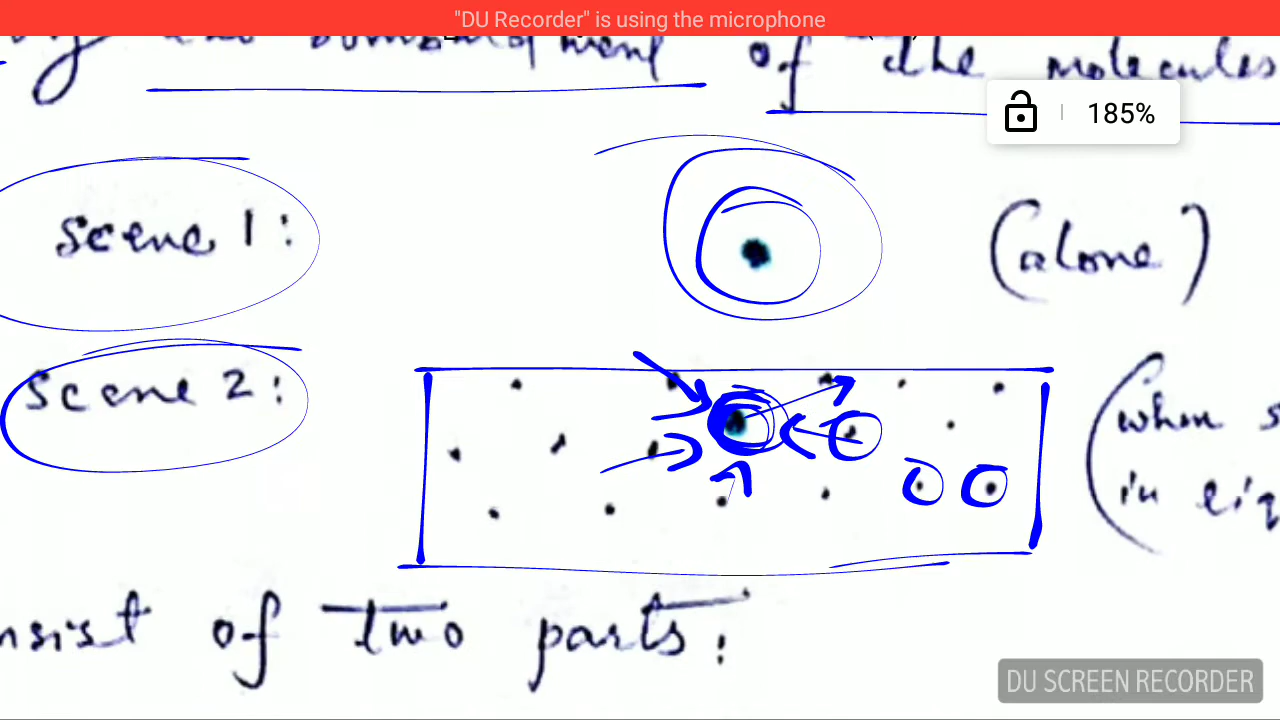 "DU Recorder" is using the microphone
of the molecules
185%
scene 1:
(alone)
scene 2:
(when s
in liq
nsist of two parts:
DU SCREEN RECORDER